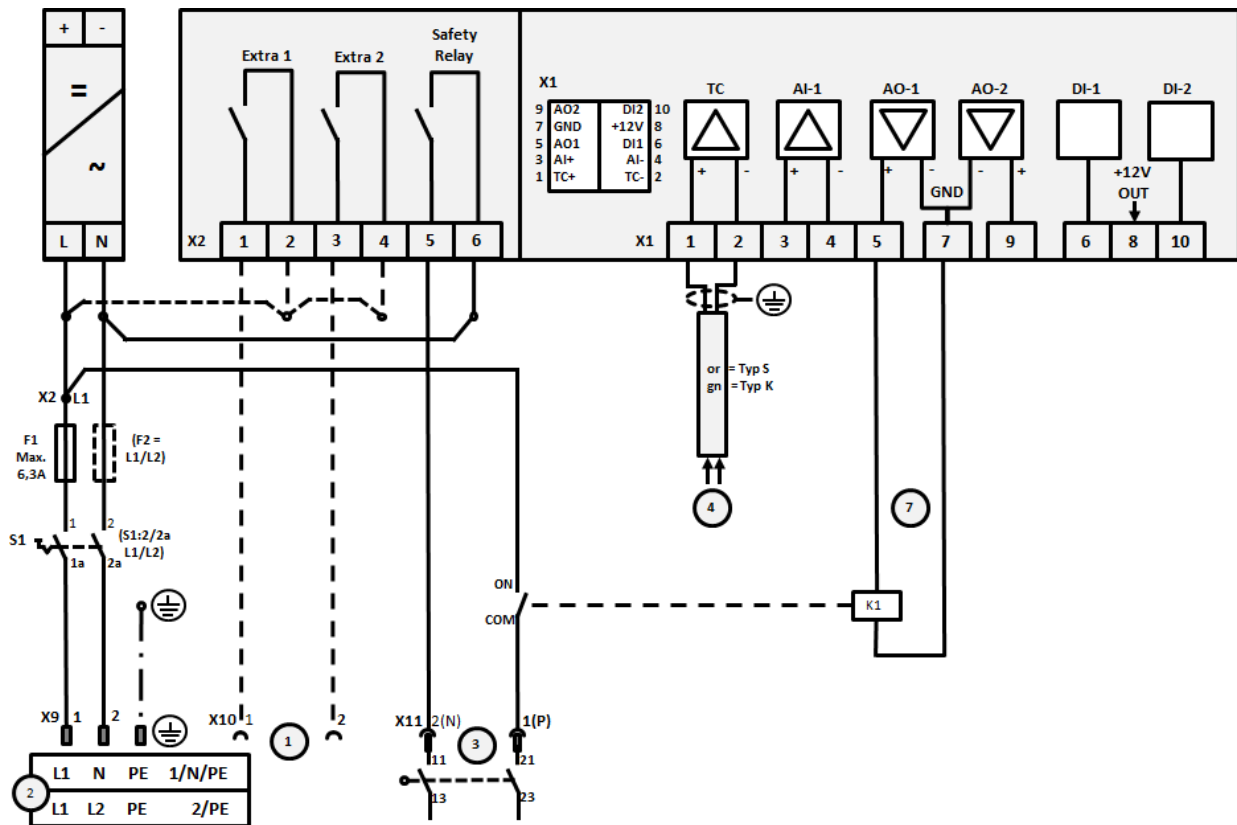 + -
=
~
L N
Extra 1 Extra 2 Safety
Relay
X2 1 2 3 4 5 6
X1
9 AO2 DI2 10
7 GND +12V 8
5 AO1 DI1 6
3 AI+ AI- 4
1 TC+ TC- 2
TC AI-1 AO-1 AO-2 DI-1 DI-2
+ - + - + - - +
GND
+12V
OUT
X1 1 2 3 4 5 7 9 6 8 10
or = Typ S
gn = Typ K
4
7
X2 L1
F1
Max.
6,3A
(F2 =
L1/L2)
S1
1 2
1a 2a
(S1:2/2a
L1/L2)
ON
COM
K1
X9 1 2
X10 1 2
1
X11 2(N) 1(P)
3
11 21
13 23
2
L1 N PE 1/N/PE
L1 L2 PE 2/PE